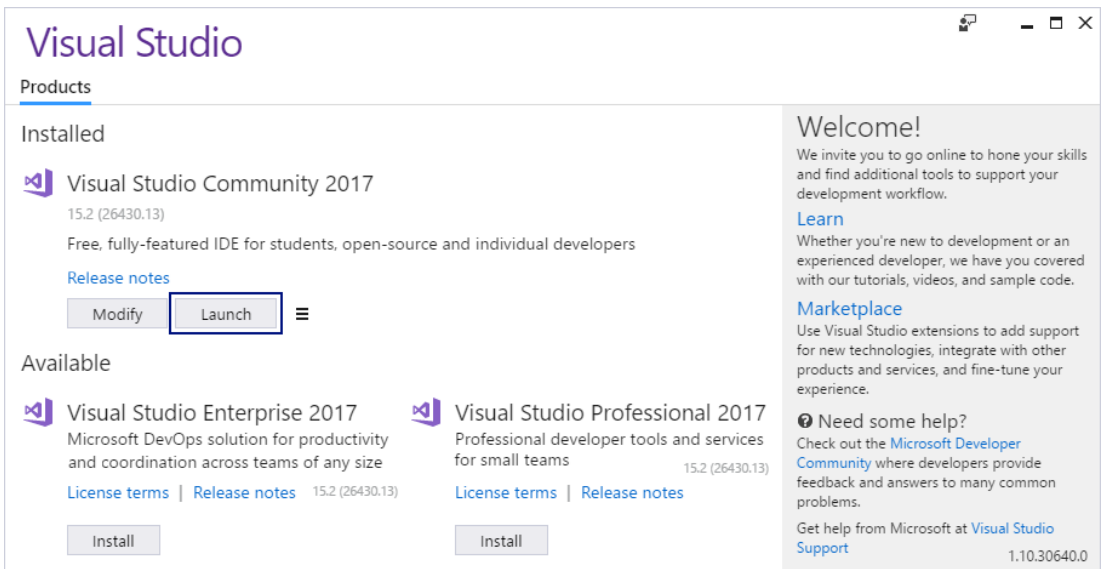 Visual Studio
Products
Installed
Visual Studio Community 2017
15.2 (26430.13)
Free, fully-featured IDE for students, open-source and individual developers
Release notes
Modify
Launch
Available
Visual Studio Enterprise 2017
Microsoft DevOps solution for productivity
and coordination across teams of any size
License terms | Release notes 15.2 (26430.13)
Install
Visual Studio Professional 2017
Professional developer tools and services
for small teams
15.2 (26430.13)
License terms | Release notes
Install
Welcome!
We invite you to go online to hone your skills
and find additional tools to support your
development workflow.
Learn
Whether you're new to development or an
experienced developer, we have you covered
with our tutorials, videos, and sample code.
Marketplace
Use Visual Studio extensions to add support
for new technologies, integrate with other
products and services, and fine-tune your
experience.
Need some help?
Check out the Microsoft Developer
Community where developers provide
feedback and answers to many common
problems.
Get help from Microsoft at Visual Studio
Support
1.10.30640.0